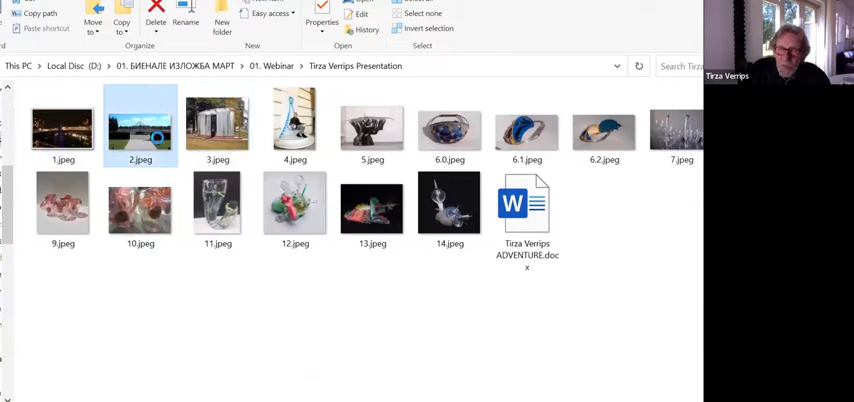 Copy path
Paste shortcut
Move to
Copy to
Delete
Rename
New folder
Easy access
Properties
Edit
History
Select none
Invert selection
Organize
New
Open
Select
This PC > Local Disc (D:) > 01. БИЕНАЛЕ ИЗЛОЖБА МАРТ > 01. Webinar > Tirza Verrips Presentation
Search Tirza
Tirza Verrips
1.jpeg
2.jpeg
3.jpeg
4.jpeg
5.jpeg
6.0.jpeg
6.1.jpeg
6.2.jpeg
7.jpeg
9.jpeg
10.jpeg
11.jpeg
12.jpeg
13.jpeg
14.jpeg
W
Tirza Verrips
ADVENTURE.doc
x